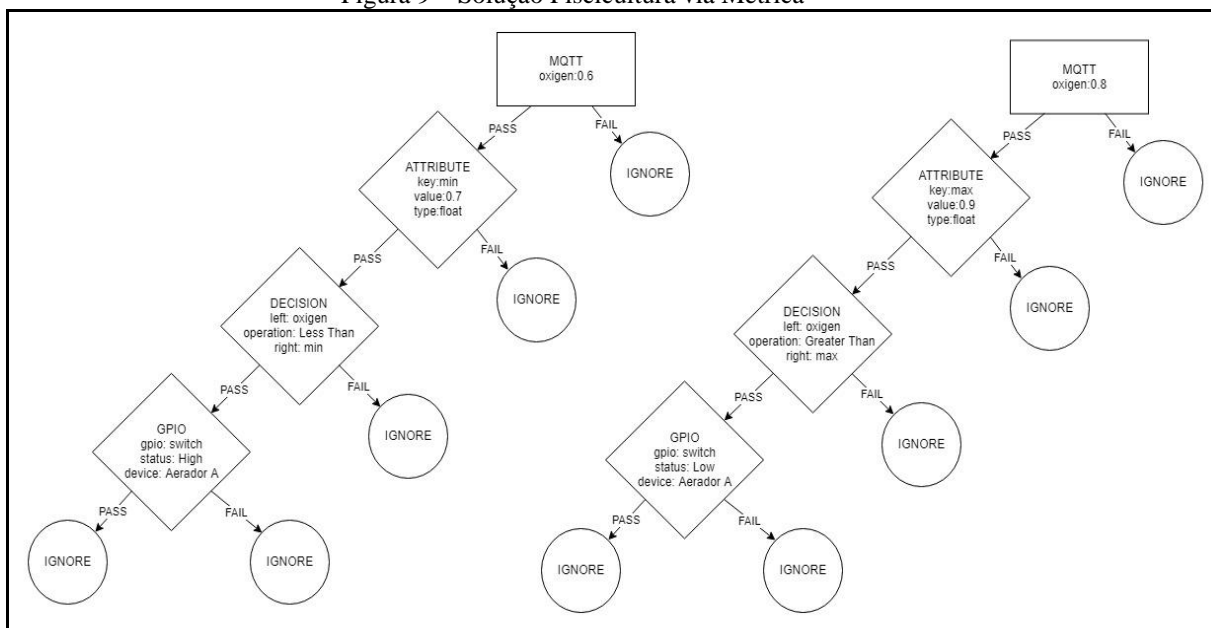 Figura 9 – Solução Piscicultura via Métrica
MQTT
oxigen:0.6
PASS
FAIL
IGNORE
ATTRIBUTE
key:min
value:0.7
type:float
PASS
FAIL
IGNORE
DECISION
left: oxigen
operation: Less Than
right: min
PASS
FAIL
IGNORE
GPIO
gpio: switch
status: High
device: Aerador A
PASS
FAIL
IGNORE
IGNORE
MQTT
oxigen:0.8
PASS
FAIL
IGNORE
ATTRIBUTE
key:max
value:0.9
type:float
PASS
FAIL
IGNORE
DECISION
left: oxigen
operation: Greater Than
right: max
PASS
FAIL
IGNORE
GPIO
gpio: switch
status: Low
device: Aerador A
PASS
FAIL
IGNORE
IGNORE